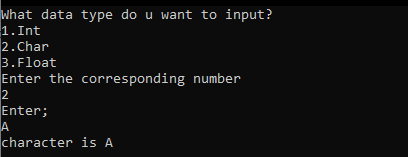 What data type do u want to input?
1.Int
2.Char
3.Float
Enter the corresponding number
2
Enter;
A
character is A